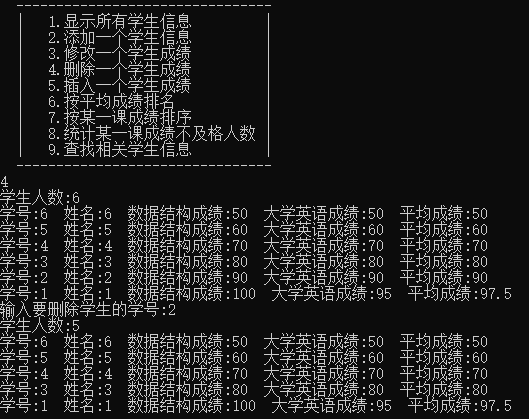 1.显示所有学生信息
2.添加一个学生信息
3.修改一个学生成绩
4.删除一个学生成绩
5.插入一个学生成绩
6.按平均成绩排名
7.按某一课成绩排序
8.统计某一课成绩不及格人数
9.查找相关学生信息
4
学生人数:6
学号:6 姓名:6 数据结构成绩:50 大学英语成绩:50 平均成绩:50
学号:5 姓名:5 数据结构成绩:60 大学英语成绩:60 平均成绩:60
学号:4 姓名:4 数据结构成绩:70 大学英语成绩:70 平均成绩:70
学号:3 姓名:3 数据结构成绩:80 大学英语成绩:80 平均成绩:80
学号:2 姓名:2 数据结构成绩:90 大学英语成绩:90 平均成绩:90
学号:1 姓名:1 数据结构成绩:100 大学英语成绩:95 平均成绩:97.5
输入要删除学生的学号:2
学生人数:5
学号:6 姓名:6 数据结构成绩:50 大学英语成绩:50 平均成绩:50
学号:5 姓名:5 数据结构成绩:60 大学英语成绩:60 平均成绩:60
学号:4 姓名:4 数据结构成绩:70 大学英语成绩:70 平均成绩:70
学号:3 姓名:3 数据结构成绩:80 大学英语成绩:80 平均成绩:80
学号:1 姓名:1 数据结构成绩:100 大学英语成绩:95 平均成绩:97.5